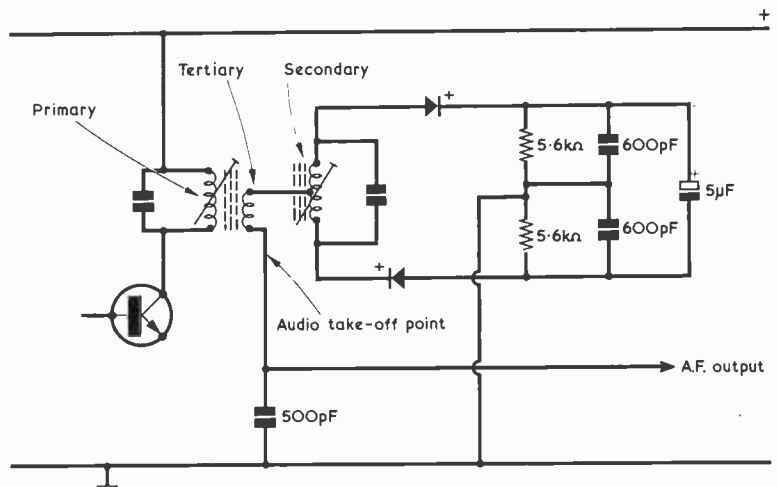 +
Tertiary
Secondary
Primary
+
5·6kΩ
600pF
+
5μF
5·6kΩ
600pF
+
Audio take-off point
A.F. output
500pF